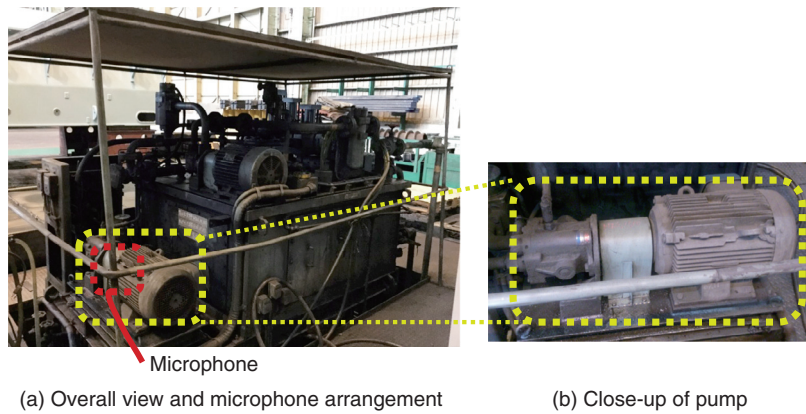 Microphone
(a) Overall view and microphone arrangement
(b) Close-up of pump